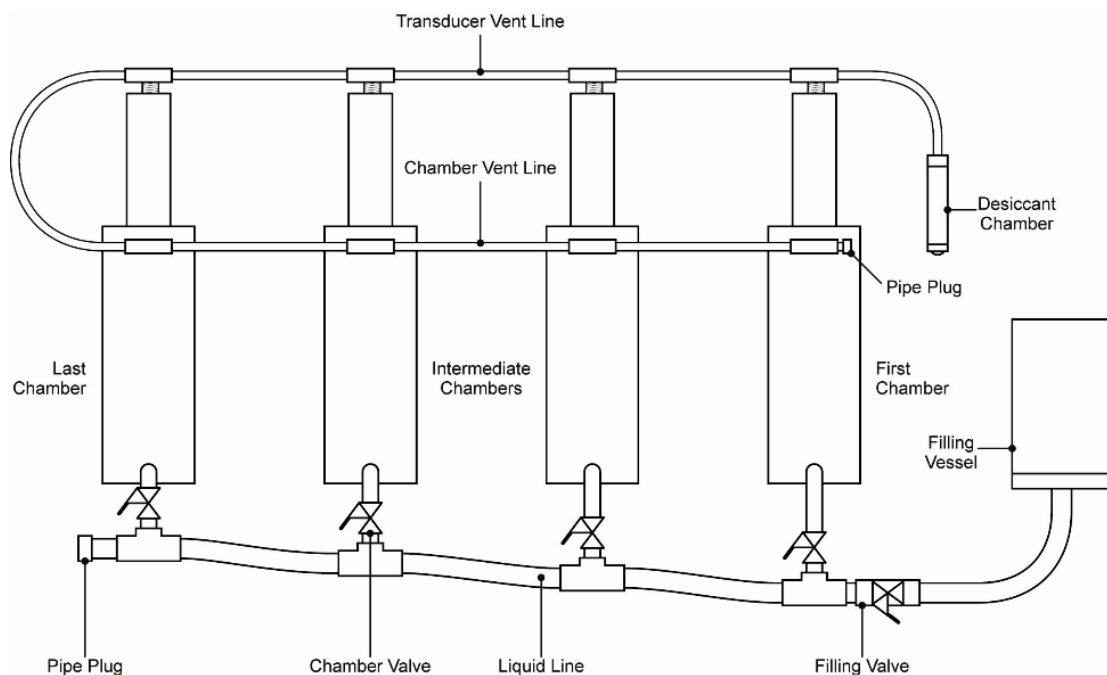 Transducer Vent Line
Chamber Vent Line
Desiccant
Chamber
Pipe Plug
Last
Chamber
Intermediate
Chambers
First
Chamber
Filling
Vessel
Pipe Plug
Chamber Valve
Liquid Line
Filling Valve